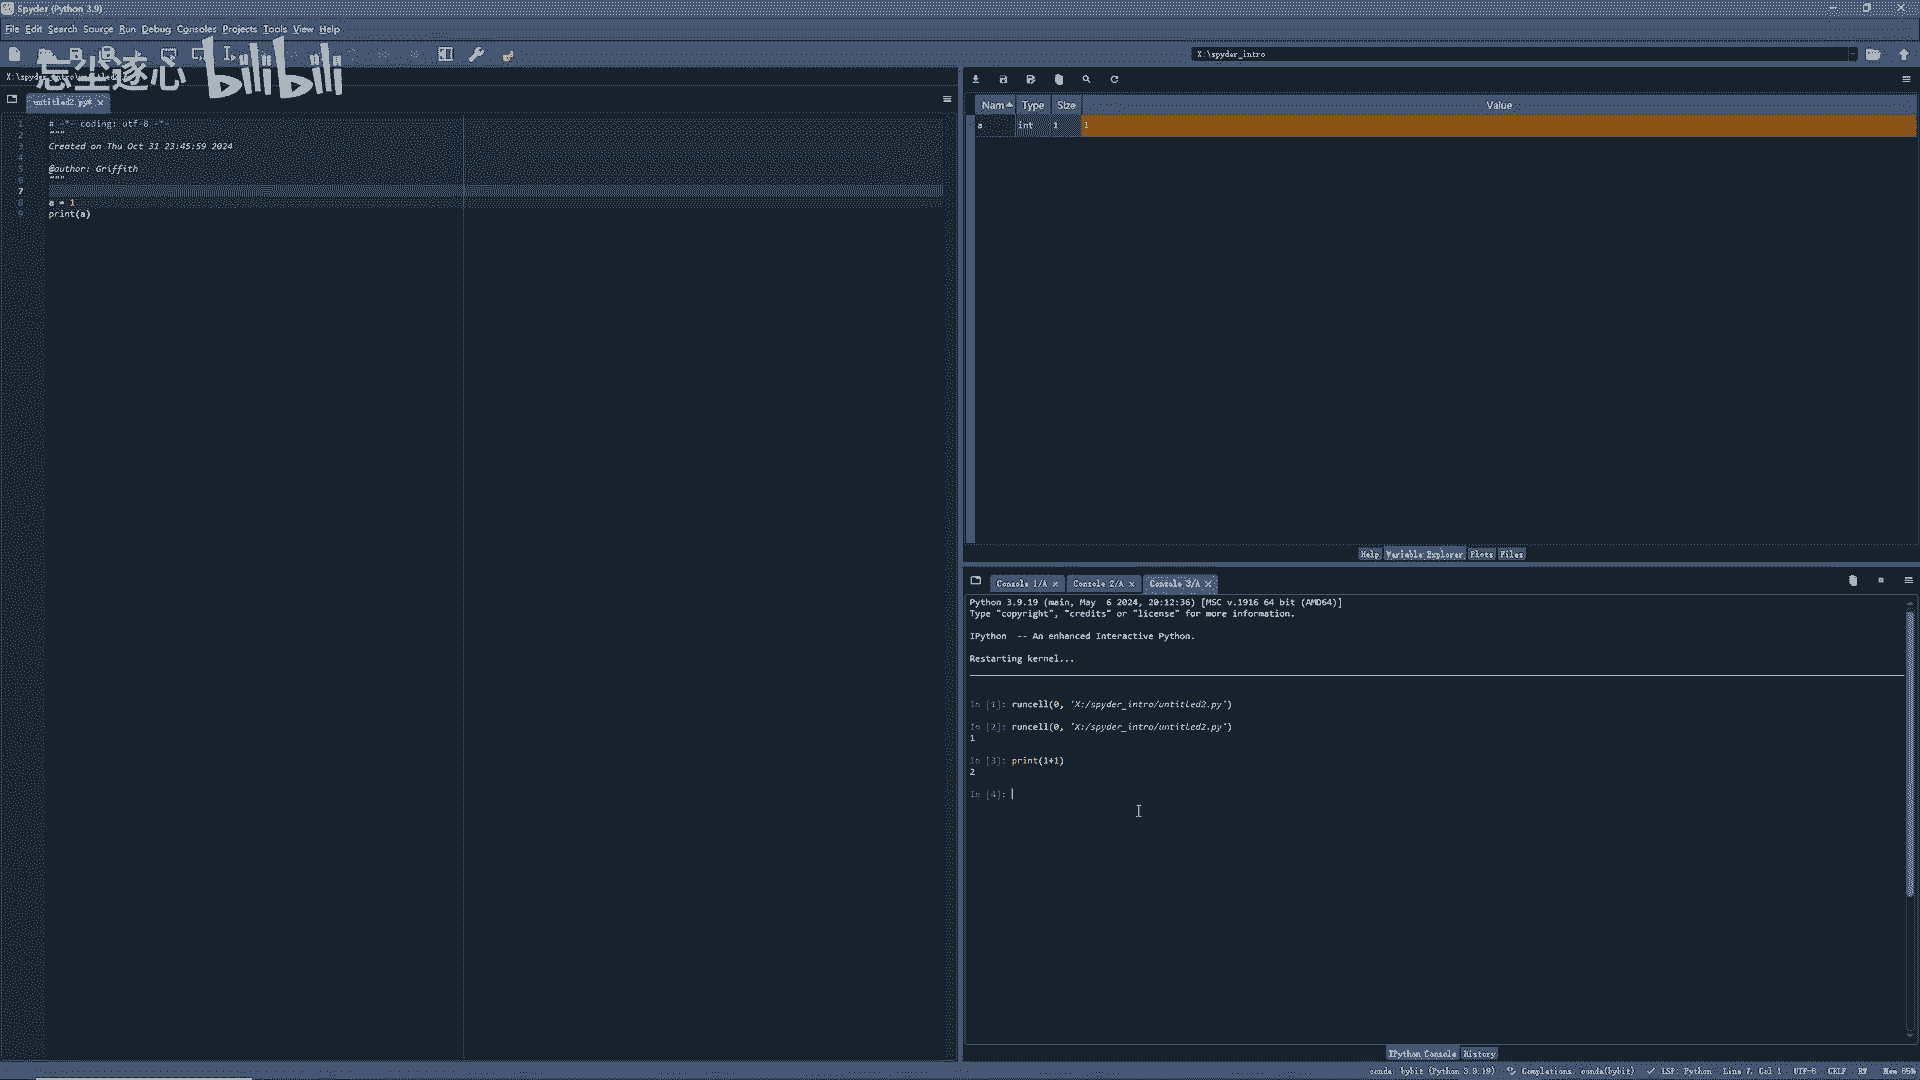 Spyder (Python 3.9)
File Edit Search Source Run Debug Consoles Projects Tools View Help
忘尘逐心 bilibili
X:\spyder_intro
untitled2.py*
1 # -*- coding: utf-8 -*-
2 """
3 Created on Thu Oct 31 23:45:59 2024
4
5 @author: Griffith
6 """
7
8 a = 1
9 print(a)
Nam Type Size Value
a int 1 1
Help Variable Explorer Plots Files
Console 1/A Console 2/A Console 3/A
Python 3.9.19 (main, May  6 2024, 20:12:36) [MSC v.1916 64 bit (AMD64)]
Type "copyright", "credits" or "license" for more information.
IPython  -- An enhanced Interactive Python.
Restarting kernel...
In [1]: runcell(0, 'X:/spyder_intro/untitled2.py')
In [2]: runcell(0, 'X:/spyder_intro/untitled2.py')
1
In [3]: print(1+1)
2
In [4]:
IPython Console History
conda: bybit (Python 3.9.19) Completions: conda(bybit) LSP: Python Line 7, Col 1 UTF-8 CRLF RW Mem 65%